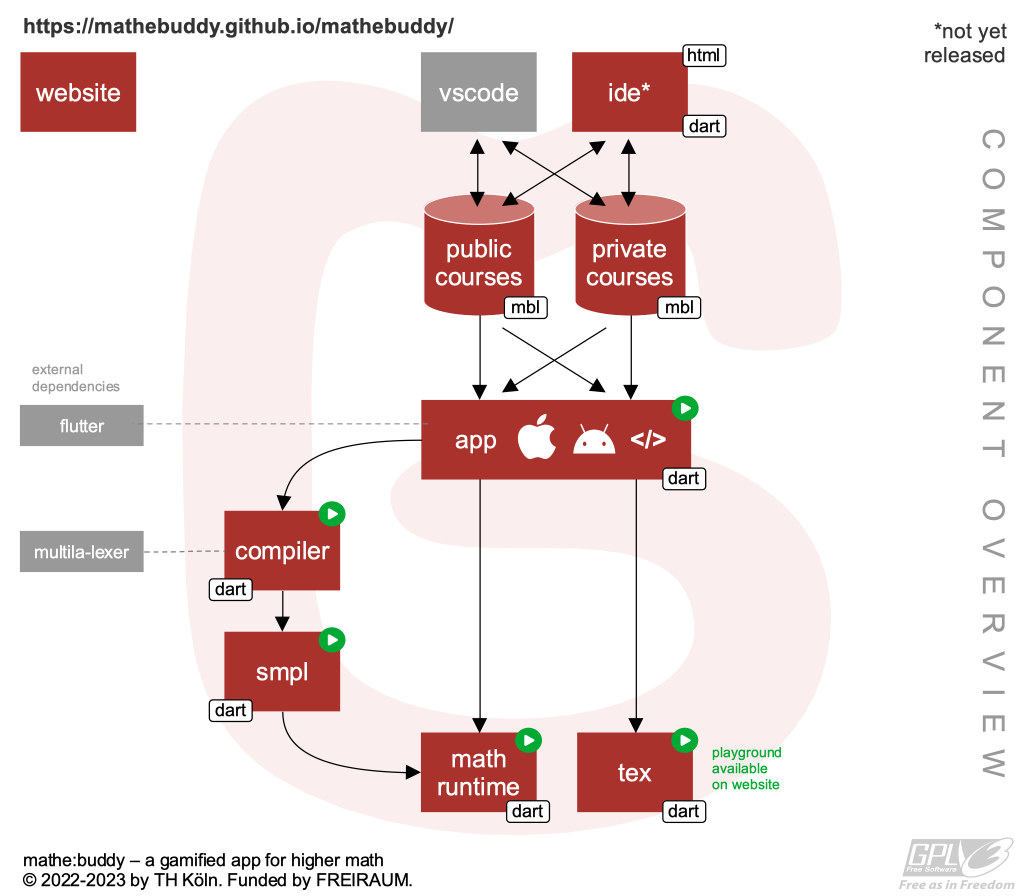 https://mathebuddy.github.io/mathebuddy/
*not yet
released
website
vscode
ide*
html
dart
public
courses
mbl
private
courses
mbl
external
dependencies
flutter
app
</>
dart
multila-lexer
compiler
dart
smpl
dart
math
runtime
dart
tex
dart
playground
available
on website
COMPONENT OVERVIEW
mathe:buddy – a gamified app for higher math
© 2022-2023 by TH Köln. Funded by FREIRAUM.
GPLv3
Free Software
Free as in Freedom